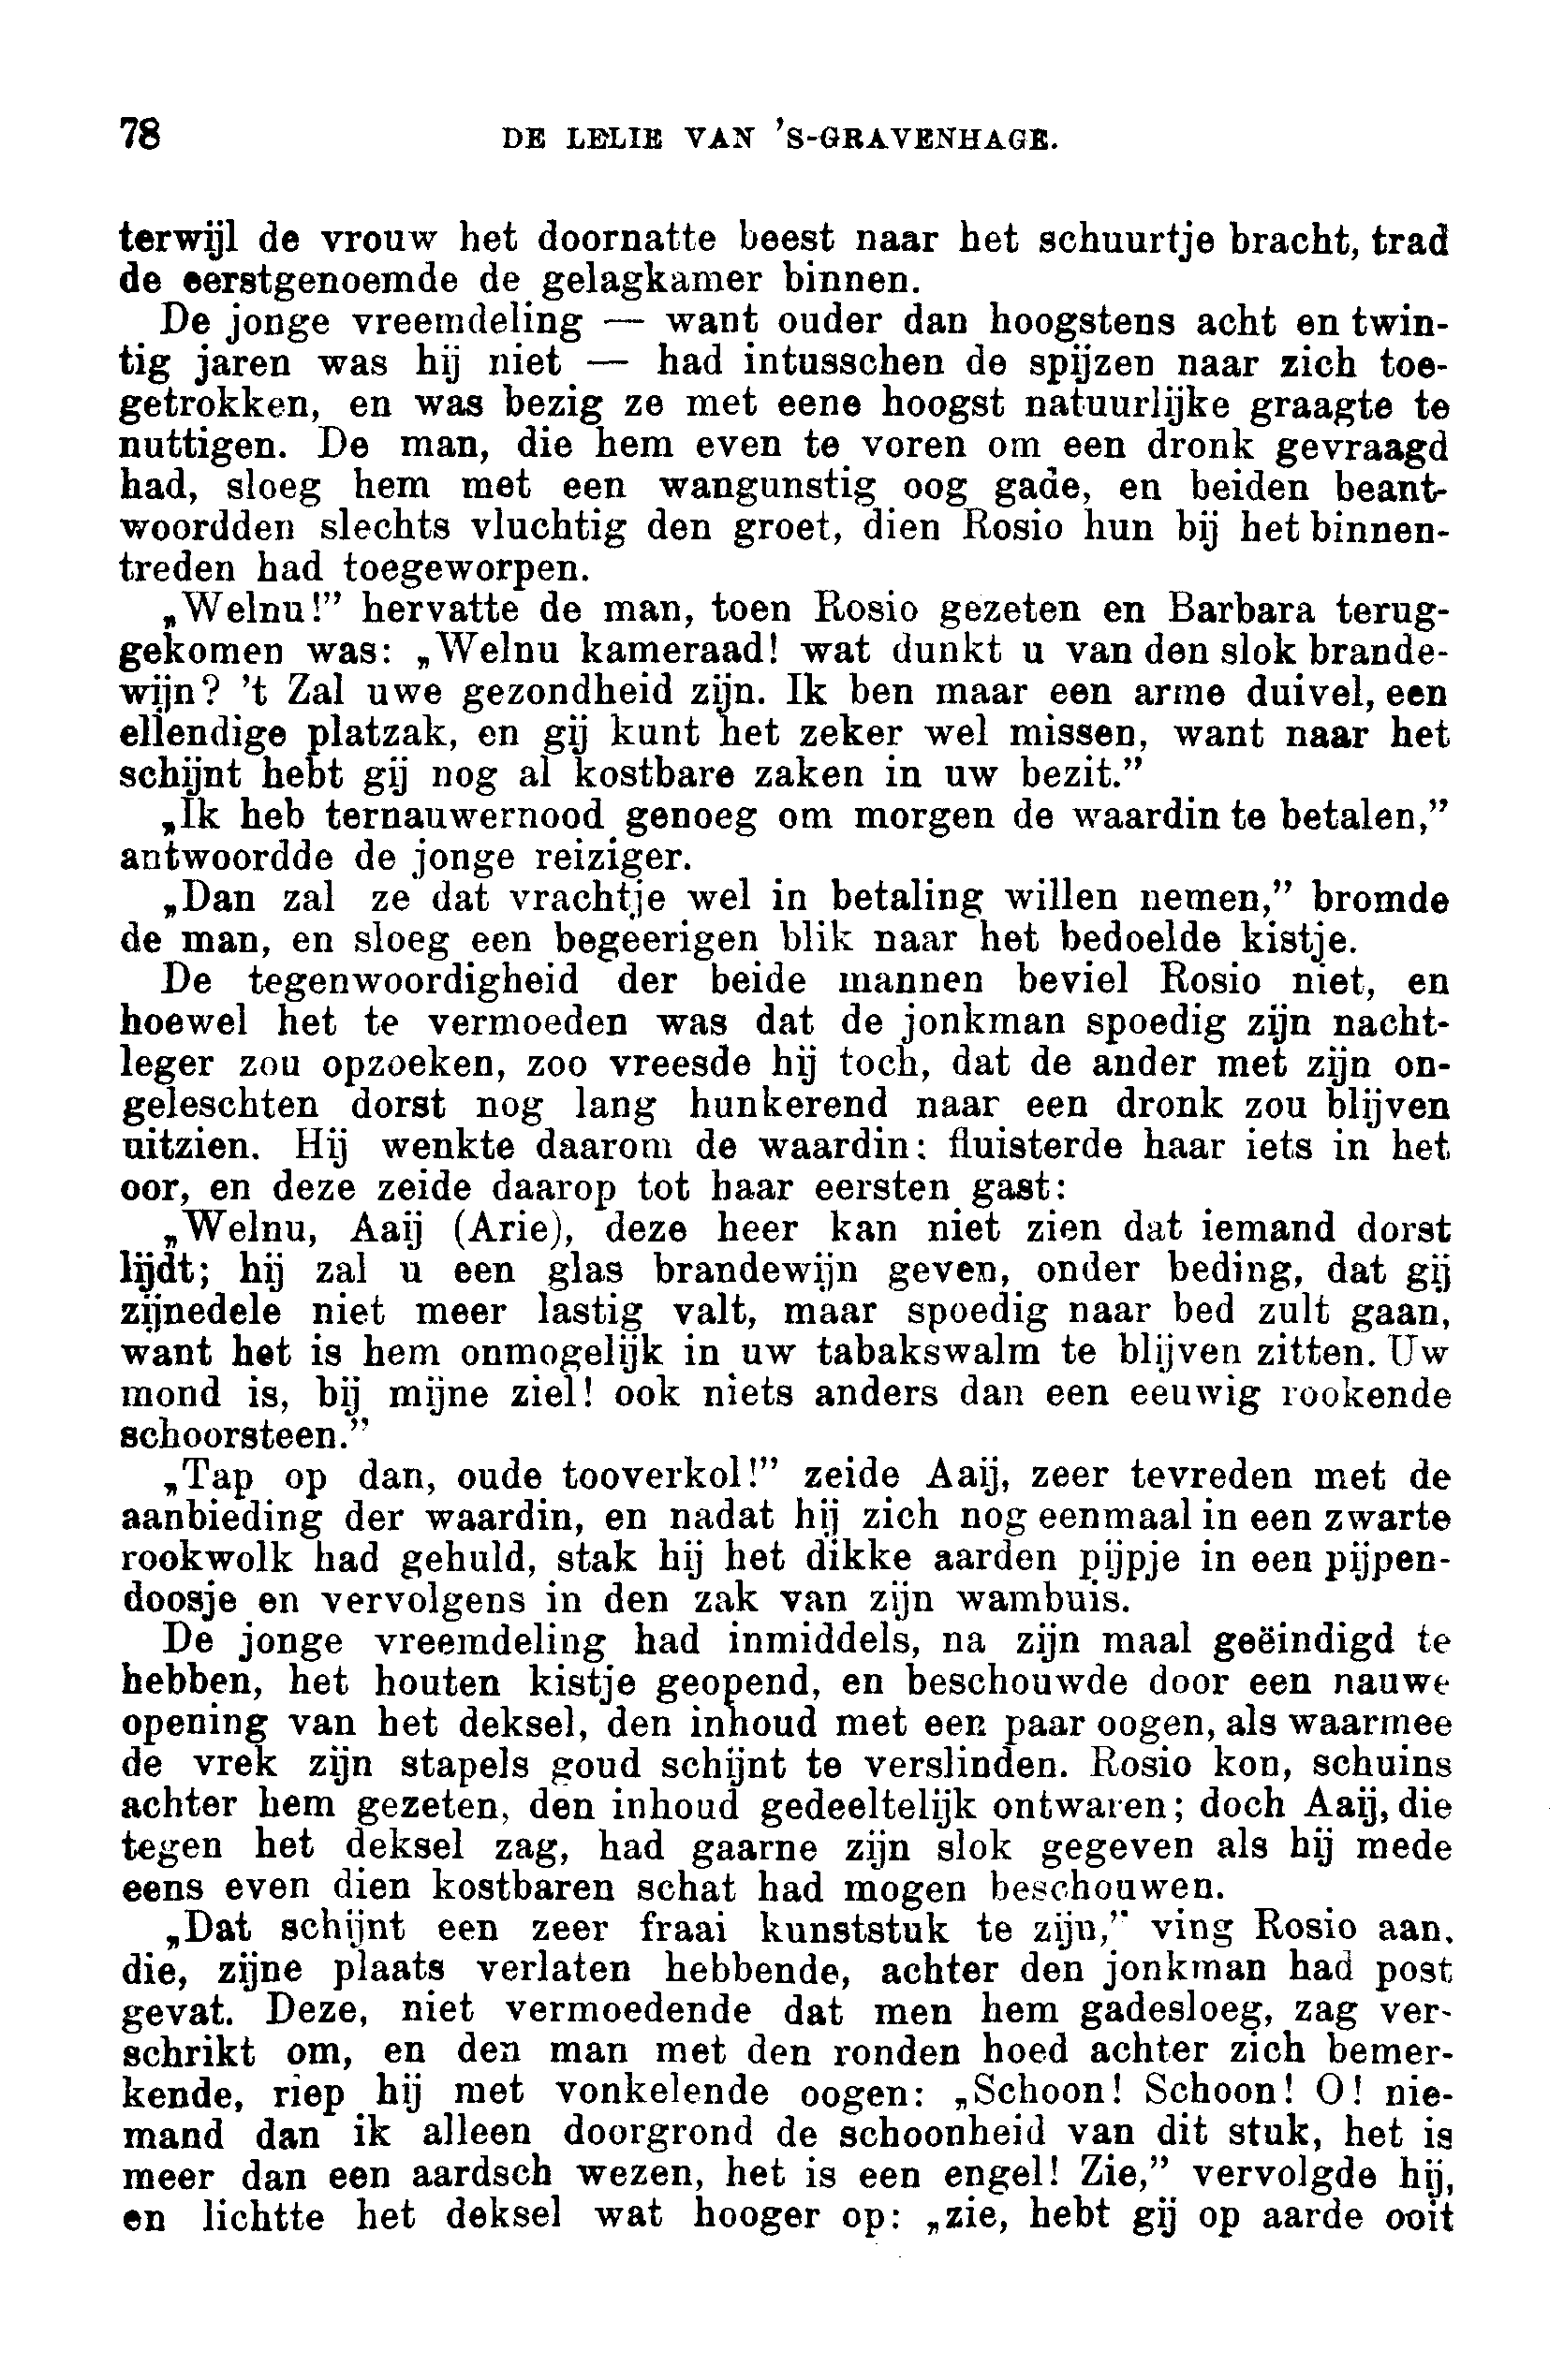 78 DE LELIE VAN 'S-GRAVENHAGE.
terwijl de vrouw het doornatte beest naar het schuurtje bracht, trad
de eerstgenoemde de gelagkamer binnen.
De jonge vreemdeling — want ouder dan hoogstens acht en twin-
tig jaren was hij niet — had intusschen de spijzen naar zich toe-
getrokken, en was bezig ze met eene hoogst natuurlijke graagte te
nuttigen. De man, die hem even te voren om een dronk gevraagd
had, sloeg hem met een wangunstig oog gade, en beiden beant-
woordden slechts vluchtig den groet, dien Rosio hun bij het binnen-
treden had toegeworpen.
„Welnu!” hervatte de man, toen Rosio gezeten en Barbara terug-
gekomen was: „Welnu kameraad! wat dunkt u van den slok brande-
wijn? 't Zal uwe gezondheid zijn. Ik ben maar een arme duivel, een
ellendige platzak, en gij kunt het zeker wel missen, want naar het
schijnt hebt gij nog al kostbare zaken in uw bezit.”
„Ik heb ternauwernood genoeg om morgen de waardin te betalen,”
antwoordde de jonge reiziger.
„Dan zal ze dat vrachtje wel in betaling willen nemen,” bromde
de man, en sloeg een begeerigen blik naar het bedoelde kistje.
De tegenwoordigheid der beide mannen beviel Rosio niet, en
hoewel het te vermoeden was dat de jonkman spoedig zijn nacht-
leger zou opzoeken, zoo vreesde hij toch, dat de ander met zijn on-
geleschten dorst nog lang hunkerend naar een dronk zou blijven
uitzien. Hij wenkte daarom de waardin; fluisterde haar iets in het
oor, en deze zeide daarop tot haar eersten gast:
„Welnu, Aaij (Arie), deze heer kan niet zien dat iemand dorst
lijdt; hij zal u een glas brandewijn geven, onder beding, dat gij
zijnedele niet meer lastig valt, maar spoedig naar bed zult gaan,
want het is hem onmogelijk in uw tabakswalm te blijven zitten. Uw
mond is, bij mijne ziel! ook niets anders dan een eeuwig rookende
schoorsteen.”
„Tap op dan, oude tooverkol!” zeide Aaij, zeer tevreden met de
aanbieding der waardin, en nadat hij zich nog eenmaal in een zwarte
rookwolk had gehuld, stak hij het dikke aarden pijpje in een pijpen-
doosje en vervolgens in den zak van zijn wambuis.
De jonge vreemdeling had inmiddels, na zijn maal geëindigd te
hebben, het houten kistje geopend, en beschouwde door een nauwe
opening van het deksel, den inhoud met een paar oogen, als waarmee
de vrek zijn stapels goud schijnt te verslinden. Rosio kon, schuins
achter hem gezeten, den inhoud gedeeltelijk ontwaren; doch Aaij, die
tegen het deksel zag, had gaarne zijn slok gegeven als hij mede
eens even dien kostbaren schat had mogen beschouwen.
„Dat schijnt een zeer fraai kunststuk te zijn,” ving Rosio aan,
die, zijne plaats verlaten hebbende, achter den jonkman had post
gevat. Deze, niet vermoedende dat men hem gadesloeg, zag ver-
schrikt om, en den man met den ronden hoed achter zich bemer-
kende, riep hij met vonkelende oogen: „Schoon! Schoon! O! nie-
mand dan ik alleen doorgrond de schoonheid van dit stuk, het is
meer dan een aardsch wezen, het is een engel! Zie,” vervolgde hij,
en lichtte het deksel wat hooger op: „zie, hebt gij op aarde ooit